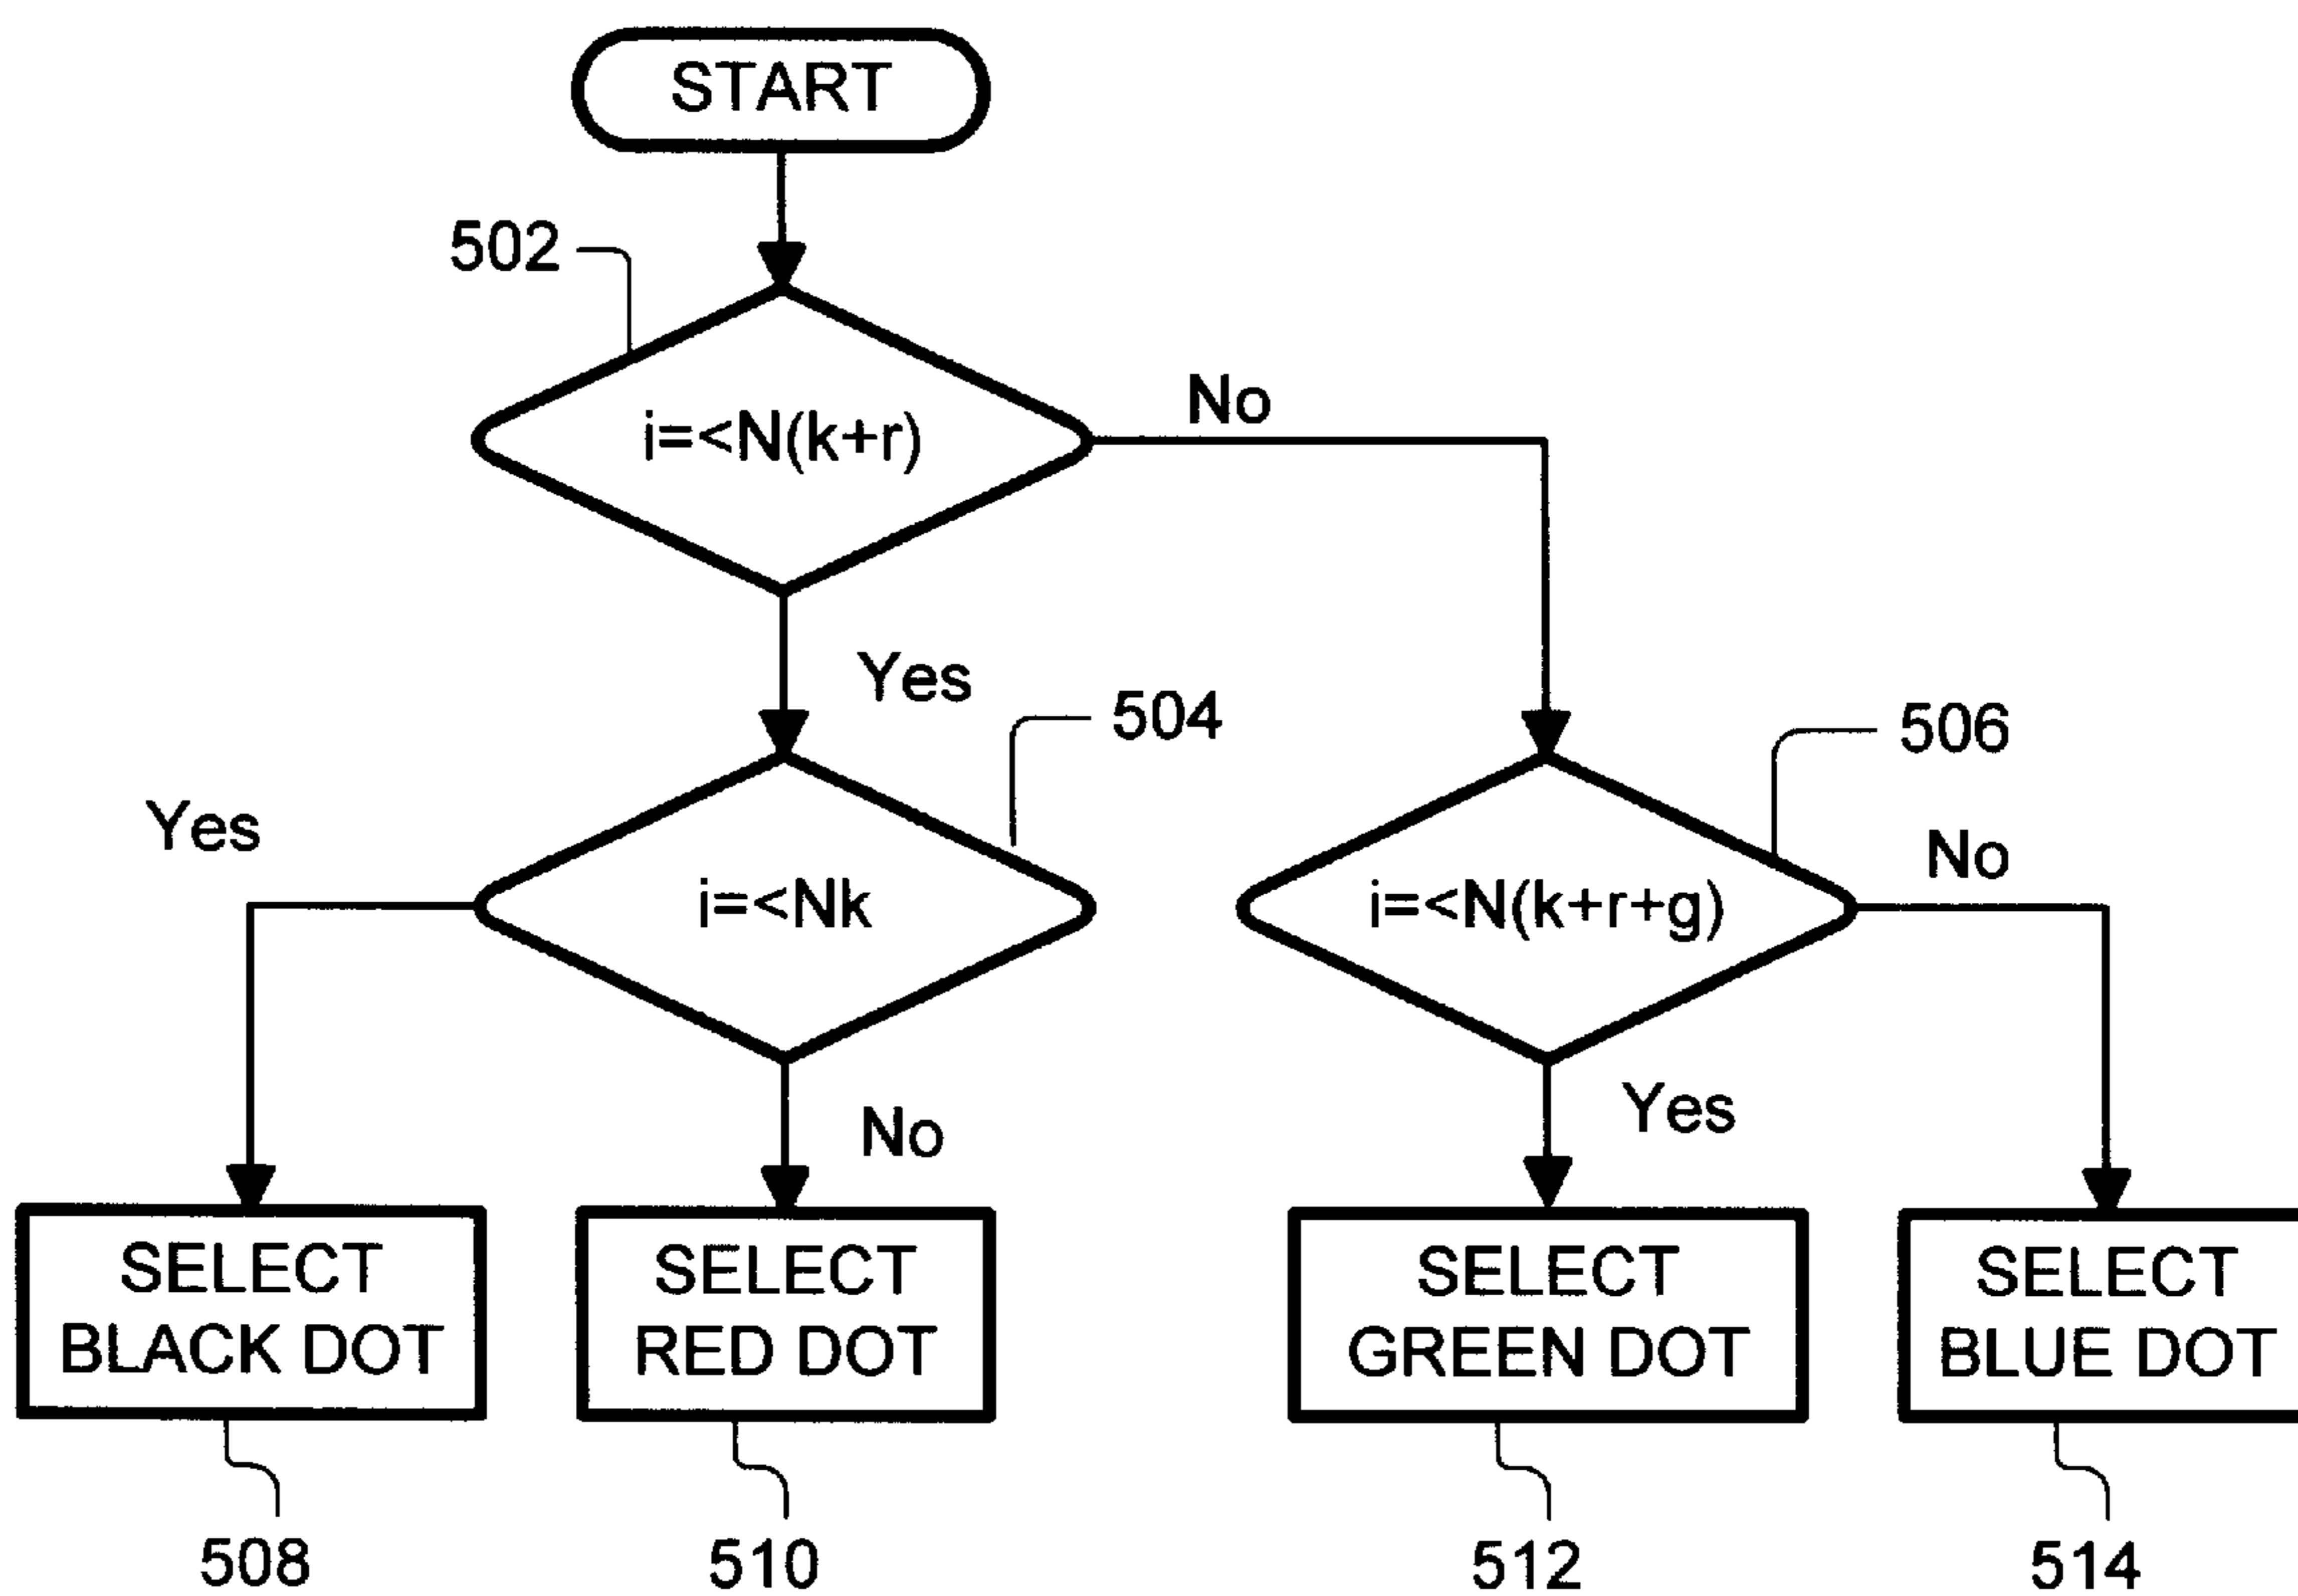 START
502
i=<N(k+r)
No
Yes
504
506
Yes
i=<Nk
i=<N(k+r+g)
No
No
Yes
SELECT
BLACK DOT
SELECT
RED DOT
SELECT
GREEN DOT
SELECT
BLUE DOT
508
510
512
514